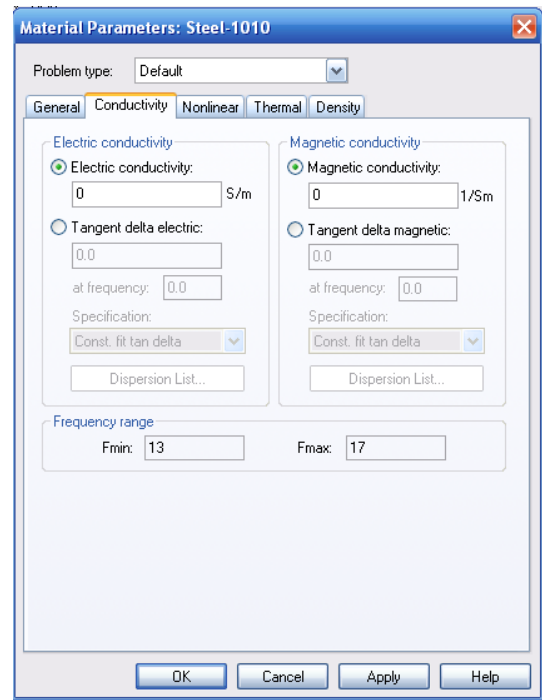 Material Parameters: Steel-1010
Problem type: Default
General Conductivity Nonlinear Thermal Density
Electric conductivity
Electric conductivity:
0 S/m
Tangent delta electric:
0.0
at frequency: 0.0
Specification:
Const. fit tan delta
Dispersion List...
Magnetic conductivity
Magnetic conductivity:
0 1/Sm
Tangent delta magnetic:
0.0
at frequency: 0.0
Specification:
Const. fit tan delta
Dispersion List...
Frequency range
Fmin: 13 Fmax: 17
OK Cancel Apply Help